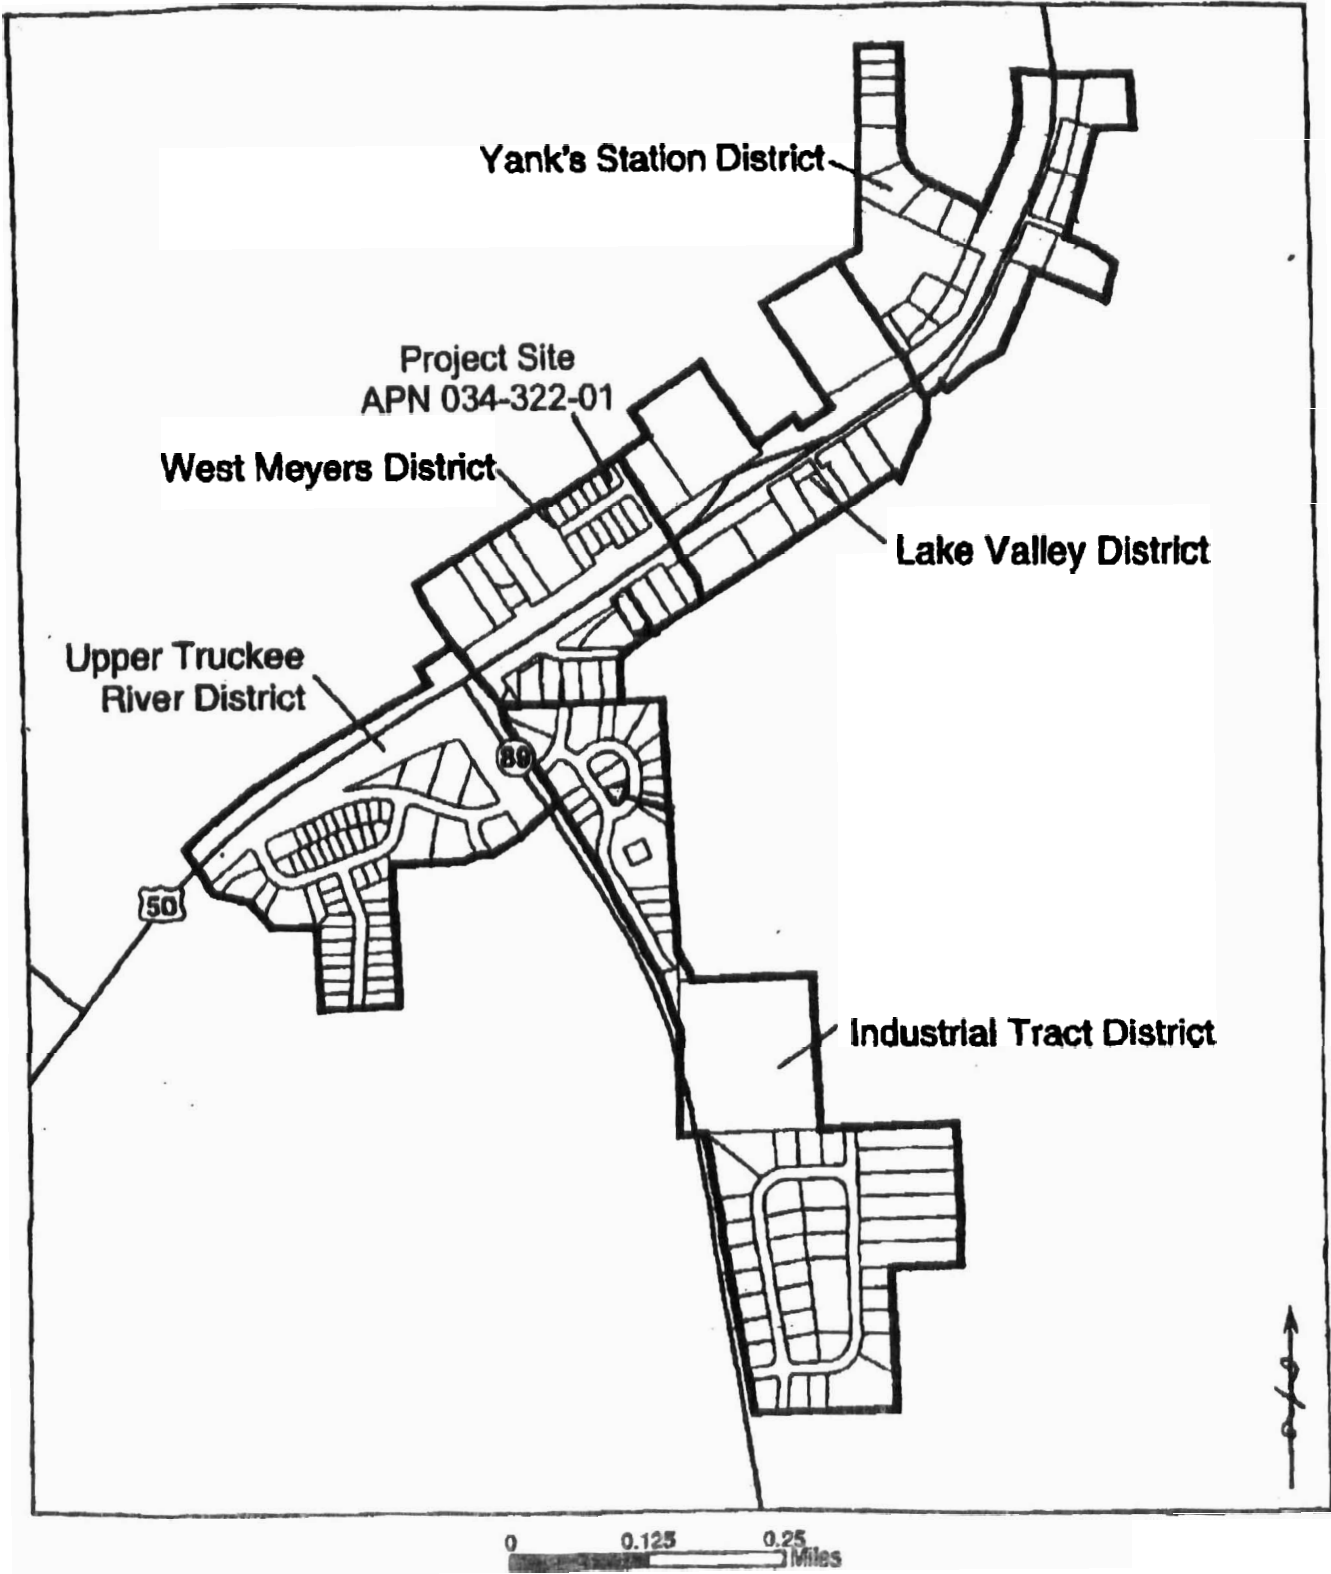 Yank's Station District
Project Site
APN 034-322-01
West Meyers District
Lake Valley District
Upper Truckee
River District
89
50
Industrial Tract District
0 0.125 0.25
Miles